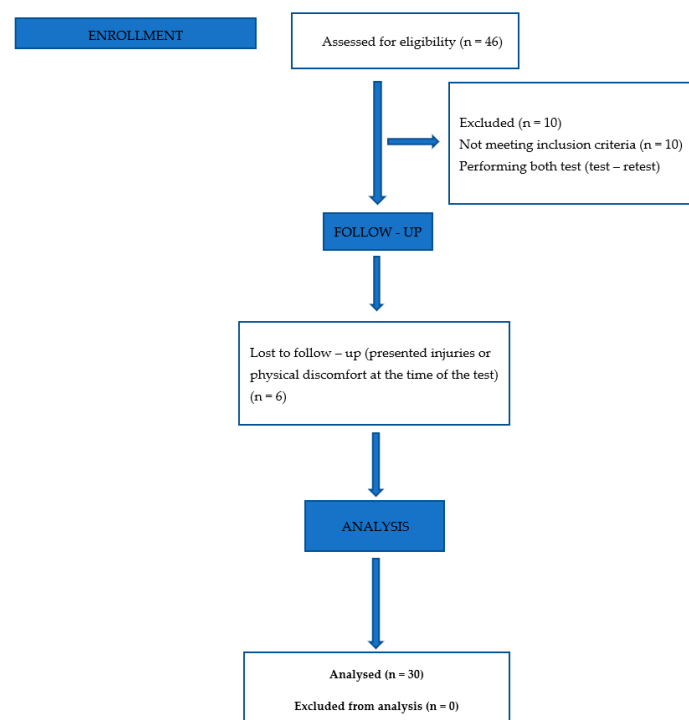 ENROLLMENT
Assessed for eligibility (n = 46)
Excluded (n = 10)
Not meeting inclusion criteria (n = 10)
Performing both test (test – retest)
FOLLOW - UP
Lost to follow – up (presented injuries or
physical discomfort at the time of the test)
(n = 6)
ANALYSIS
Analysed (n = 30)
Excluded from analysis (n = 0)